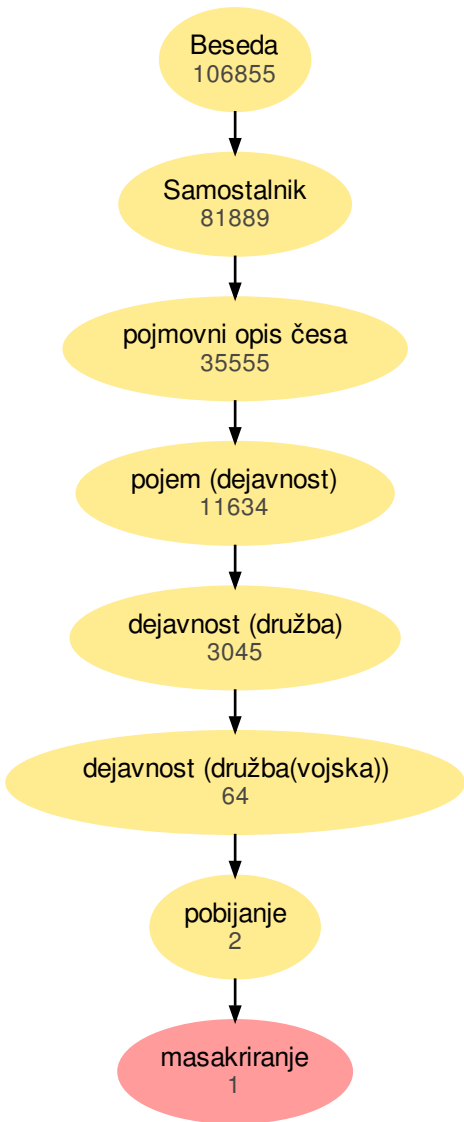 Beseda
106855
Samostalnik
81889
pojmovni opis česa
35555
pojem (dejavnost)
11634
dejavnost (družba)
3045
dejavnost (družba(vojska))
64
pobijanje
2
masakriranje
1